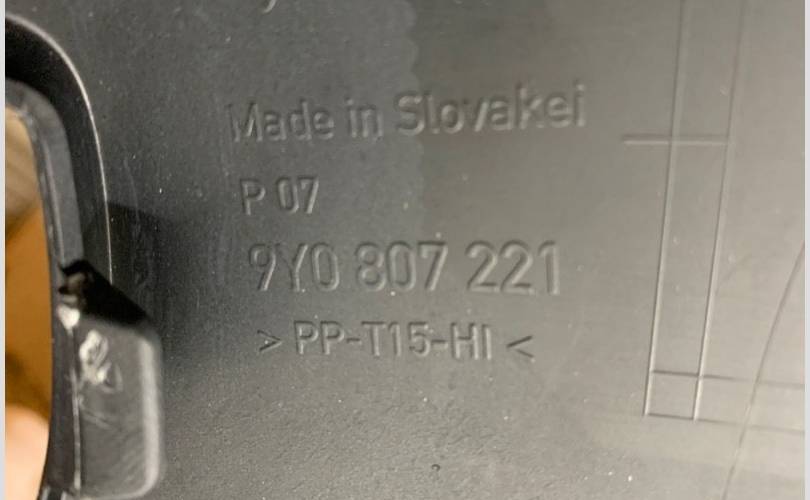 Made in Slovakei
P 07
9Y0 807 221
> PP-T15-HI <